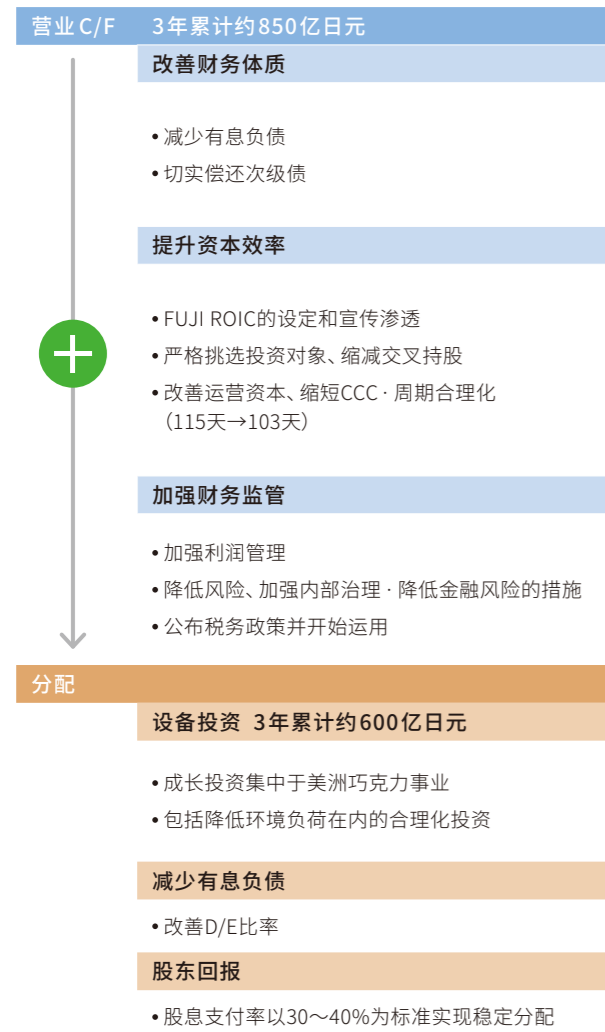 营业C/F 3年累计约850亿日元
改善财务体质
•减少有息负债
•切实偿还次级债
提升资本效率
•FUJI ROIC的设定和宣传渗透
•严格挑选投资对象、缩减交叉持股
•改善运营资本、缩短CCC · 周期合理化
（115天→103天）
加强财务监管
•加强利润管理
•降低风险、加强内部治理 · 降低金融风险的措施
•公布税务政策并开始运用
分配
设备投资 3年累计约600亿日元
•成长投资集中于美洲巧克力事业
•包括降低环境负荷在内的合理化投资
减少有息负债
•改善D/E比率
股东回报
•股息支付率以30～40%为标准实现稳定分配